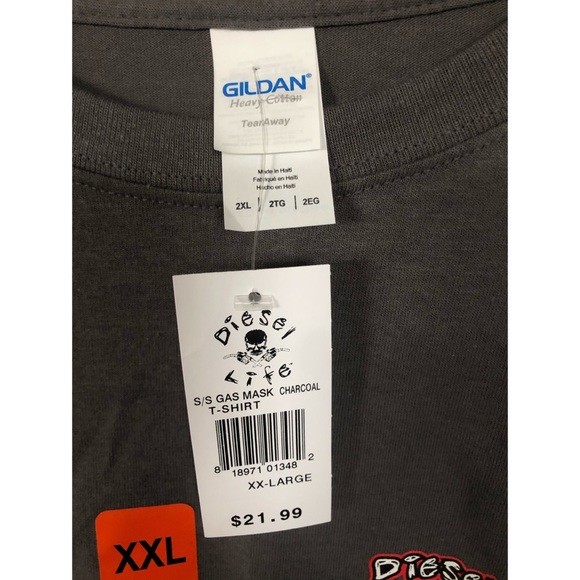 GILDAN®
Heavy Cotton
TearAway
Made in Haiti
Fabriqué en Haïti
Hecho en Haití
2XL | 2TG | 2EG
Diesel
Life
S/S GAS MASK CHARCOAL
T-SHIRT
8 18971 01348 2
XX-LARGE
$21.99
XXL
Diesel